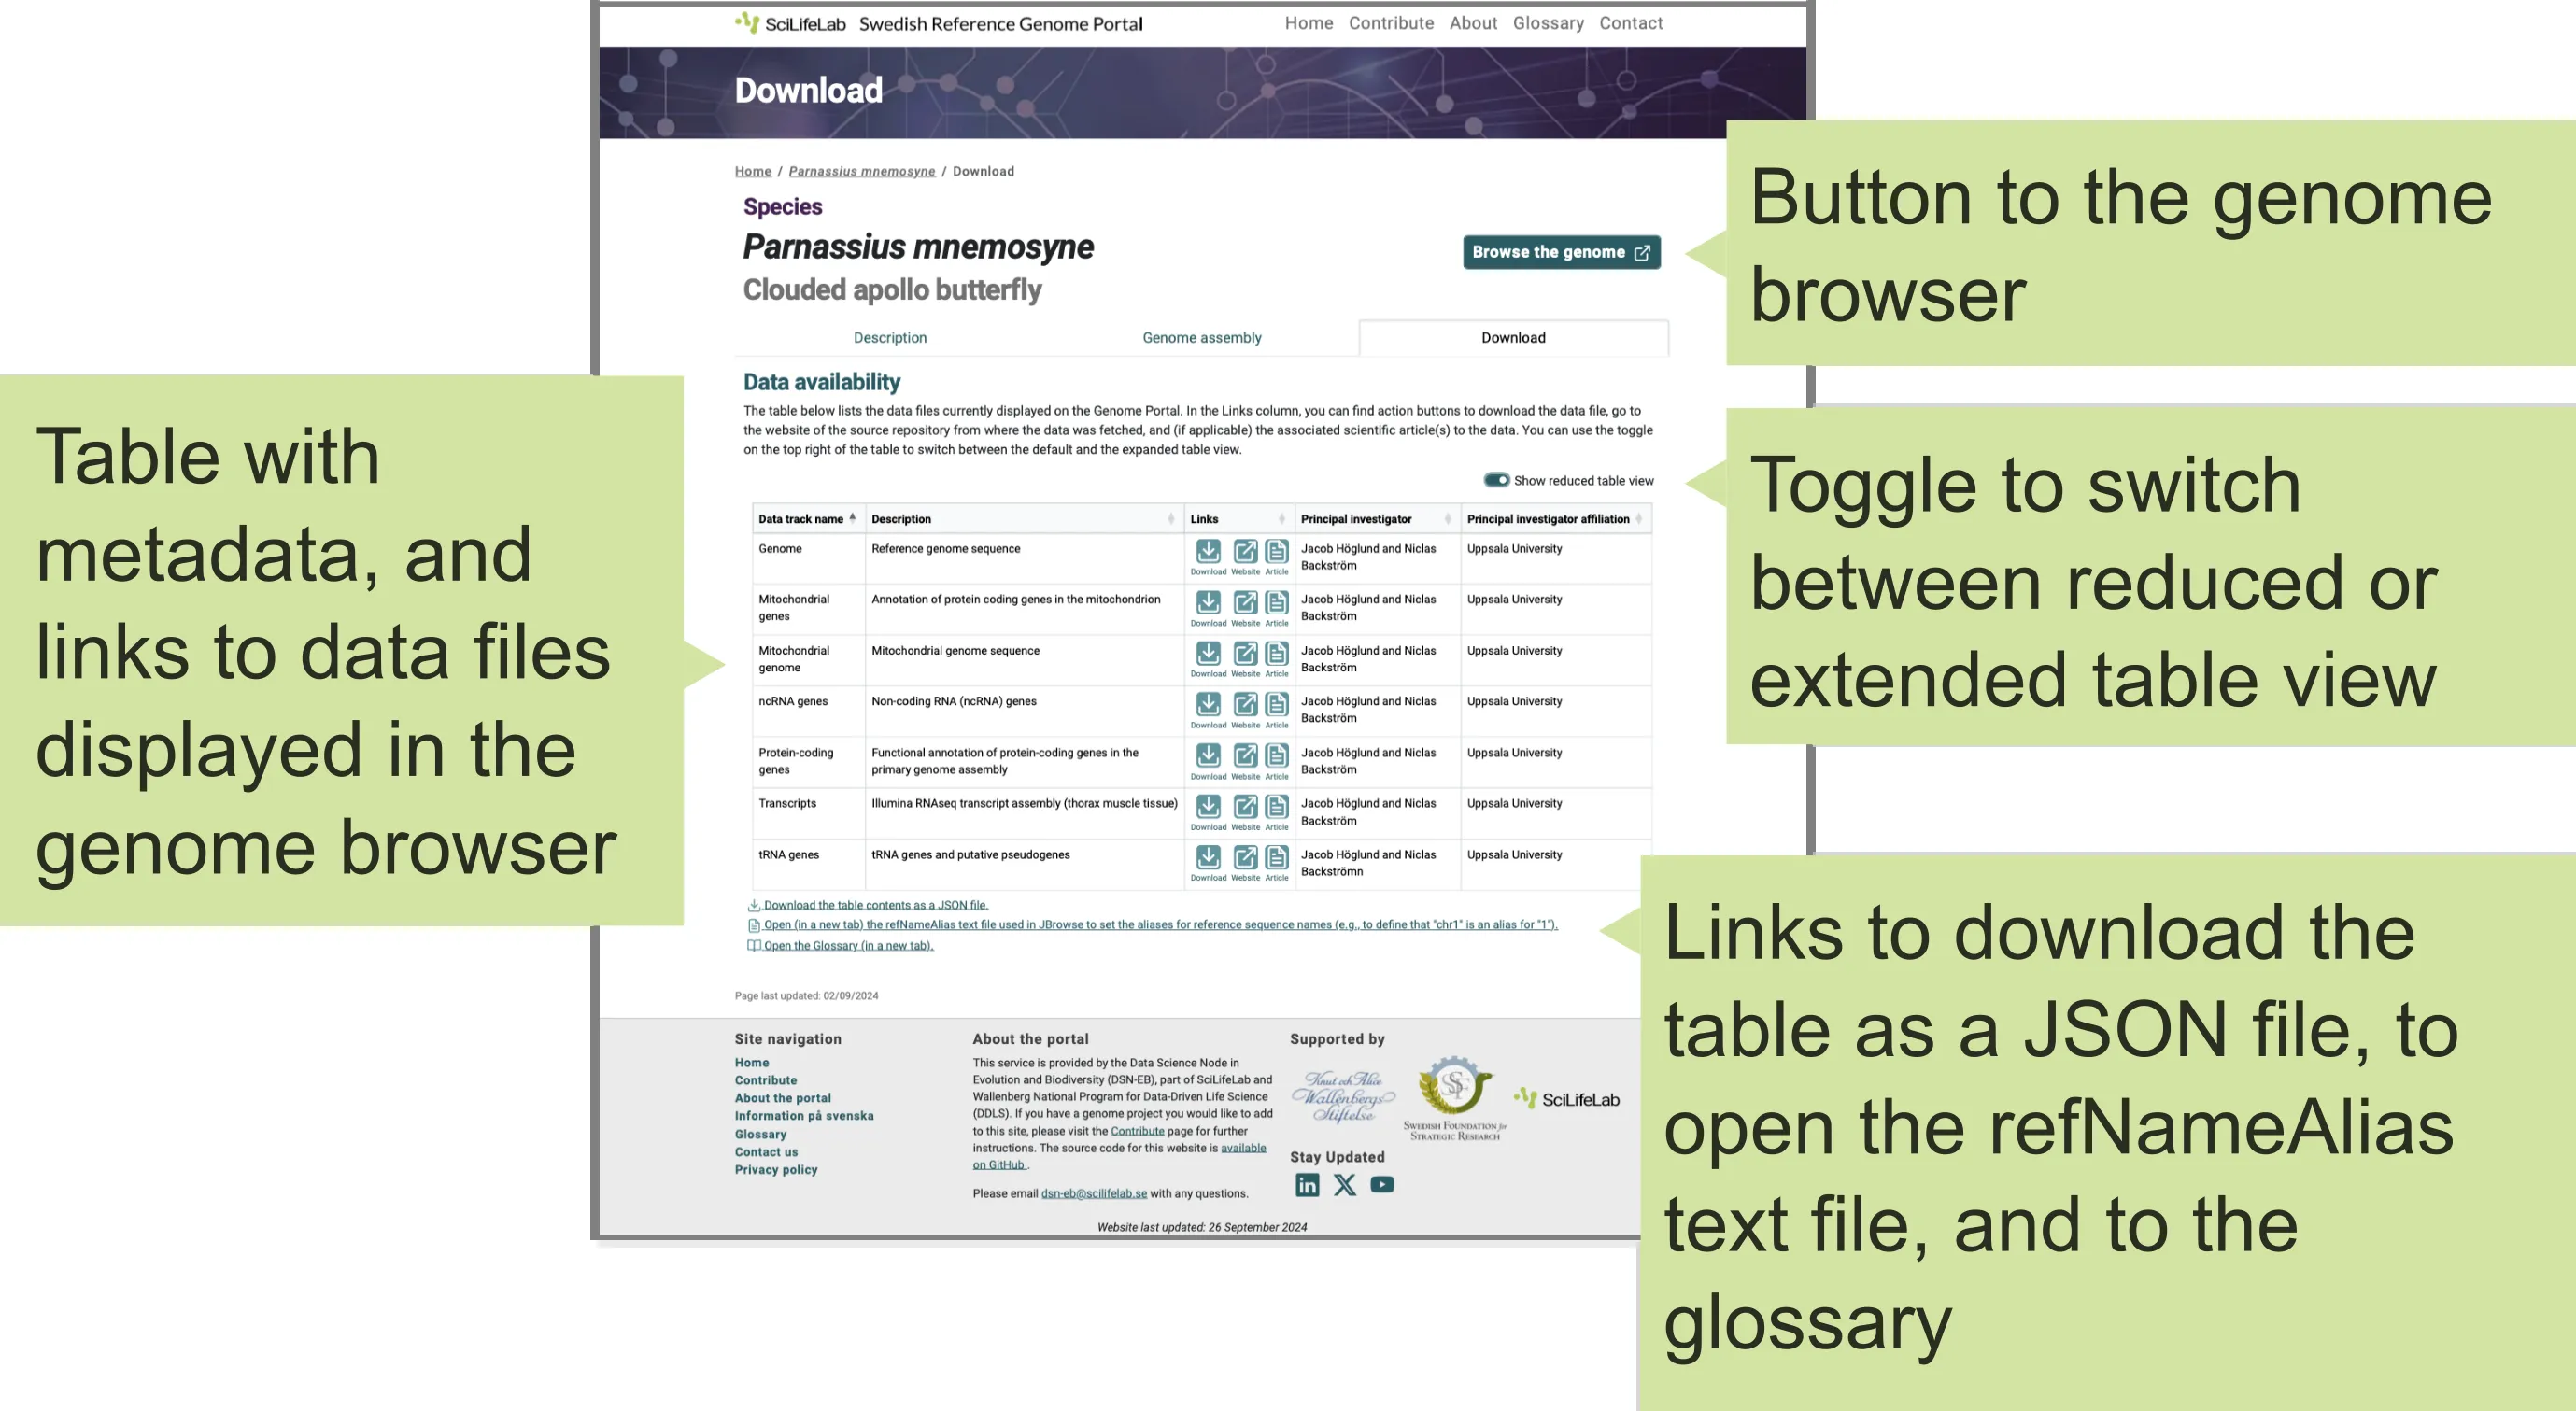 SciLifeLab Swedish Reference Genome Portal
Home Contribute About Glossary Contact
Download
Home / Parnassius mnemosyne / Download
Species
Parnassius mnemosyne
Clouded apollo butterfly
Browse the genome
Description Genome assembly Download
Data availability
The table below lists the data files currently displayed on the Genome Portal. In the Links column, you can find action buttons to download the data file, go to
the website of the source repository from where the data was fetched, and (if applicable) the associated scientific article(s) to the data. You can use the toggle
on the top right of the table to switch between the default and the expanded table view.
Show reduced table view
Data track name Description Links Principal investigator Principal investigator affiliation
Genome Reference genome sequence Jacob Höglund and Niclas Uppsala University
Backström
Download Website Article
Mitochondrial Annotation of protein coding genes in the mitochondrion Jacob Höglund and Niclas Uppsala University
genes Backström
Download Website Article
Mitochondrial Mitochondrial genome sequence Jacob Höglund and Niclas Uppsala University
genome Backström
Download Website Article
ncRNA genes Non-coding RNA (ncRNA) genes Jacob Höglund and Niclas Uppsala University
Backström
Download Website Article
Protein-coding Functional annotation of protein-coding genes in the Jacob Höglund and Niclas Uppsala University
genes primary genome assembly Backström
Download Website Article
Transcripts Illumina RNAseq transcript assembly (thorax muscle tissue) Jacob Höglund and Niclas Uppsala University
Backström
Download Website Article
tRNA genes tRNA genes and putative pseudogenes Jacob Höglund and Niclas Uppsala University
Backströmn
Download Website Article
Download the table contents as a JSON file.
Open (in a new tab) the refNameAlias text file used in JBrowse to set the aliases for reference sequence names (e.g., to define that "chr1" is an alias for "1").
Open the Glossary (in a new tab).
Page last updated: 02/09/2024
Site navigation
Home
Contribute
About the portal
Information på svenska
Glossary
Contact us
Privacy policy
About the portal
This service is provided by the Data Science Node in
Evolution and Biodiversity (DSN-EB), part of SciLifeLab and
Wallenberg National Program for Data-Driven Life Science
(DDLS). If you have a genome project you would like to add
to this site, please visit the Contribute page for further
instructions. The source code for this website is available
on GitHub .
Please email dsn-eb@scilifelab.se with any questions.
Supported by
Knut och Alice
Wallenbergs
Stiftelse
SSF
Swedish Foundation for
Strategic Research
SciLifeLab
Stay Updated
in X
Website last updated: 26 September 2024
Table with
metadata, and
links to data files
displayed in the
genome browser
Button to the genome
browser
Toggle to switch
between reduced or
extended table view
Links to download the
table as a JSON file, to
open the refNameAlias
text file, and to the
glossary